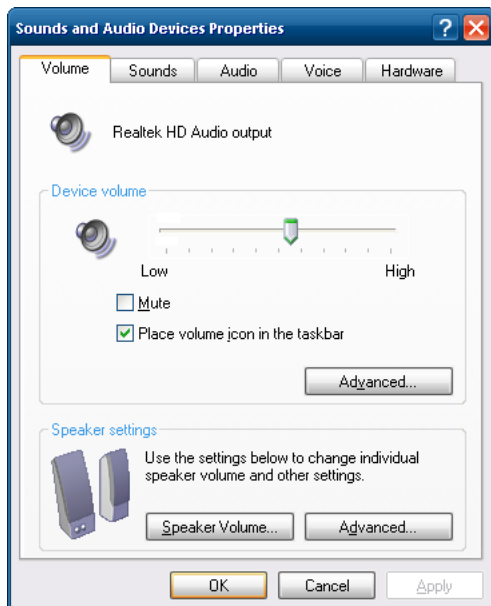 Sounds and Audio Devices Properties
Volume Sounds Audio Voice Hardware
Realtek HD Audio output
Device volume
Low High
Mute
Place volume icon in the taskbar
Advanced...
Speaker settings
Use the settings below to change individual
speaker volume and other settings.
Speaker Volume... Advanced...
OK Cancel Apply